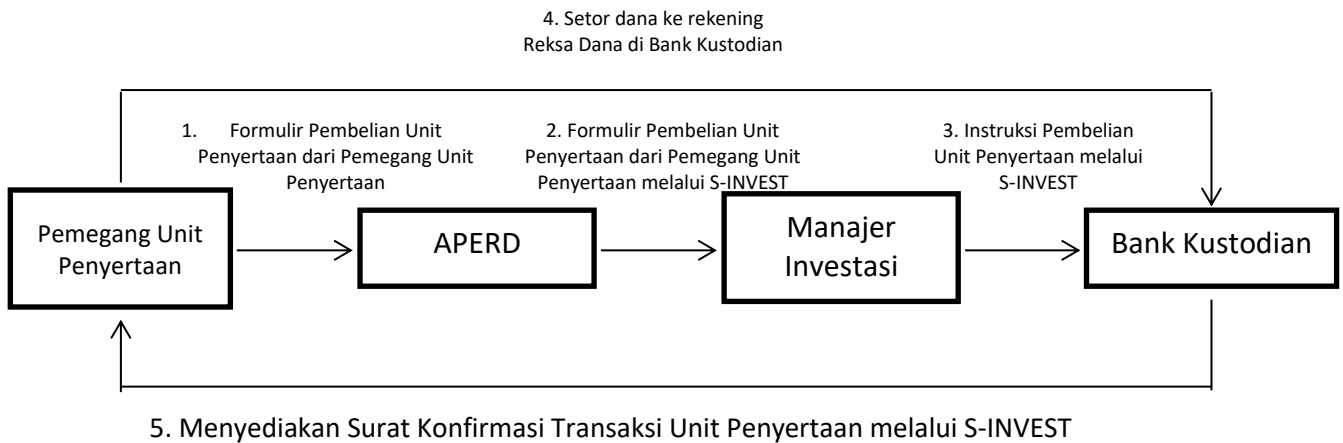 4. Setor dana ke rekening
Reksa Dana di Bank Kustodian
1. Formulir Pembelian Unit
Penyertaan dari Pemegang Unit
Penyertaan
2. Formulir Pembelian Unit
Penyertaan dari Pemegang Unit
Penyertaan melalui S-INVEST
3. Instruksi Pembelian
Unit Penyertaan melalui
S-INVEST
Pemegang Unit
Penyertaan
APERD
Manajer
Investasi
Bank Kustodian
5. Menyediakan Surat Konfirmasi Transaksi Unit Penyertaan melalui S-INVEST